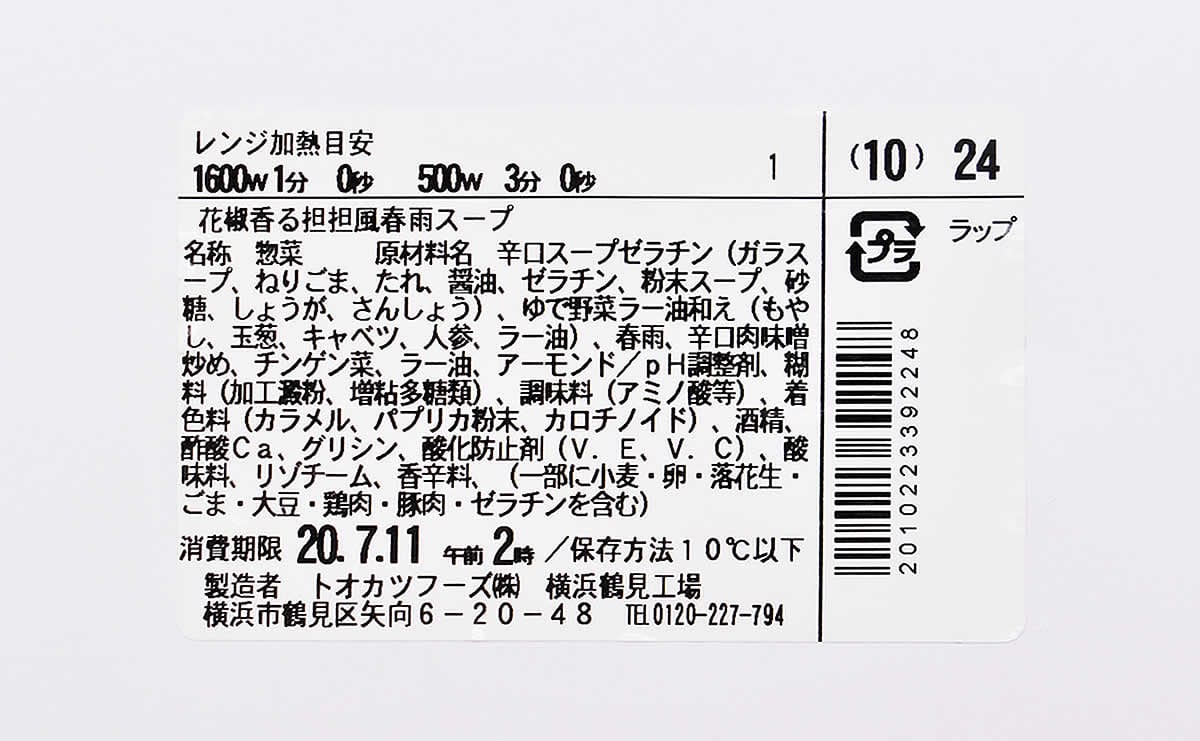 レンジ加熱目安
1600w 1分 0秒 500w 3分 0秒 1
(10) 24
花椒香る担担風春雨スープ
名称 惣菜 原材料名 辛口スープゼラチン(ガラス
ープ、ねりごま、たれ、醤油、ゼラチン、粉末スープ、砂
糖、しょうが、さんしょう)、ゆで野菜ラー油和え(もや
し、玉葱、キャベツ、人参、ラー油)、春雨、辛口肉味噌
炒め、チンゲン菜、ラー油、アーモンド/pH調整剤、糊
料(加工澱粉、増粘多糖類)、調味料(アミノ酸等)、着
色料(カラメル、パプリカ粉末、カロチノイド)、酒精、
酢酸Ca、グリシン、酸化防止剤(V.E、V.C)、酸
味料、リゾチーム、香辛料、(一部に小麦・卵・落花生・
ごま・大豆・鶏肉・豚肉・ゼラチンを含む)
消費期限 20.7.11 午前 2時 /保存方法10℃以下
製造者 トオカツフーズ㈱ 横浜鶴見工場
横浜市鶴見区矢向6-20-48 TEL0120-227-794
プラ
ラップ
2010223392248